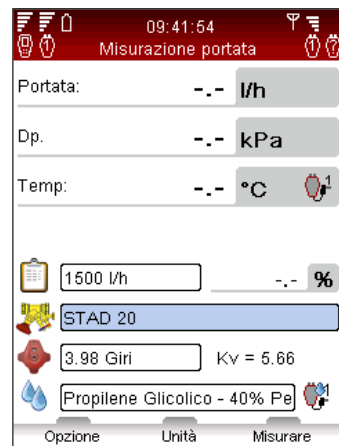 09:41:54
Misurazione portata
Portata: -.- l/h
Dp. -.- kPa
Temp: -.- °C 1
1500 l/h -.- %
STAD 20
3.98 Giri Kv = 5.66
Propilene Glicolico - 40% Pe
Opzione Unità Misurare